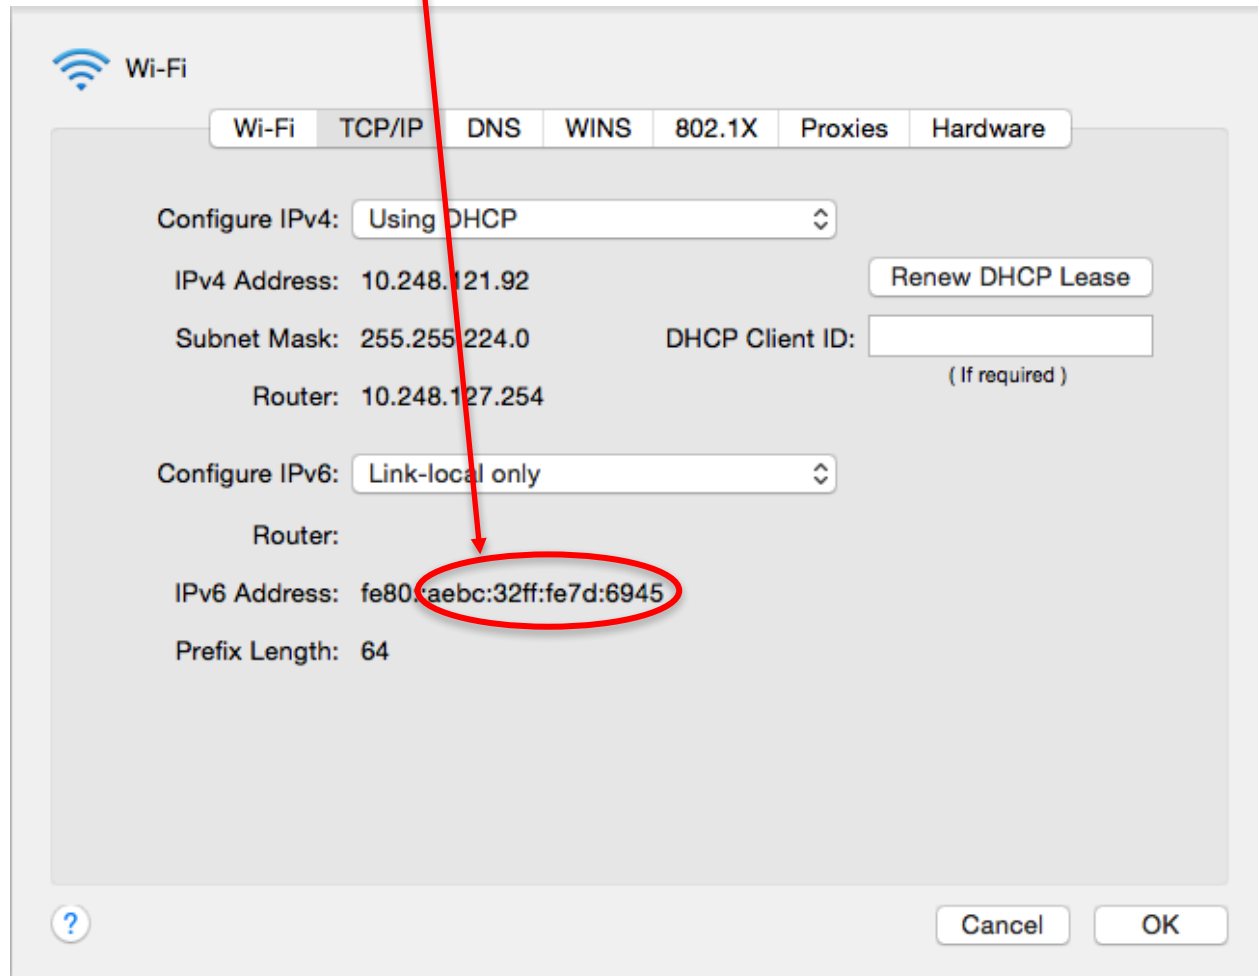 Wi-Fi
Wi-Fi TCP/IP DNS WINS 802.1X Proxies Hardware
Configure IPv4: Using DHCP
IPv4 Address: 10.248.121.92 Renew DHCP Lease
Subnet Mask: 255.255.224.0 DHCP Client ID:
( If required )
Router: 10.248.127.254
Configure IPv6: Link-local only
Router:
IPv6 Address: fe80::aebc:32ff:fe7d:6945
Prefix Length: 64
? Cancel OK